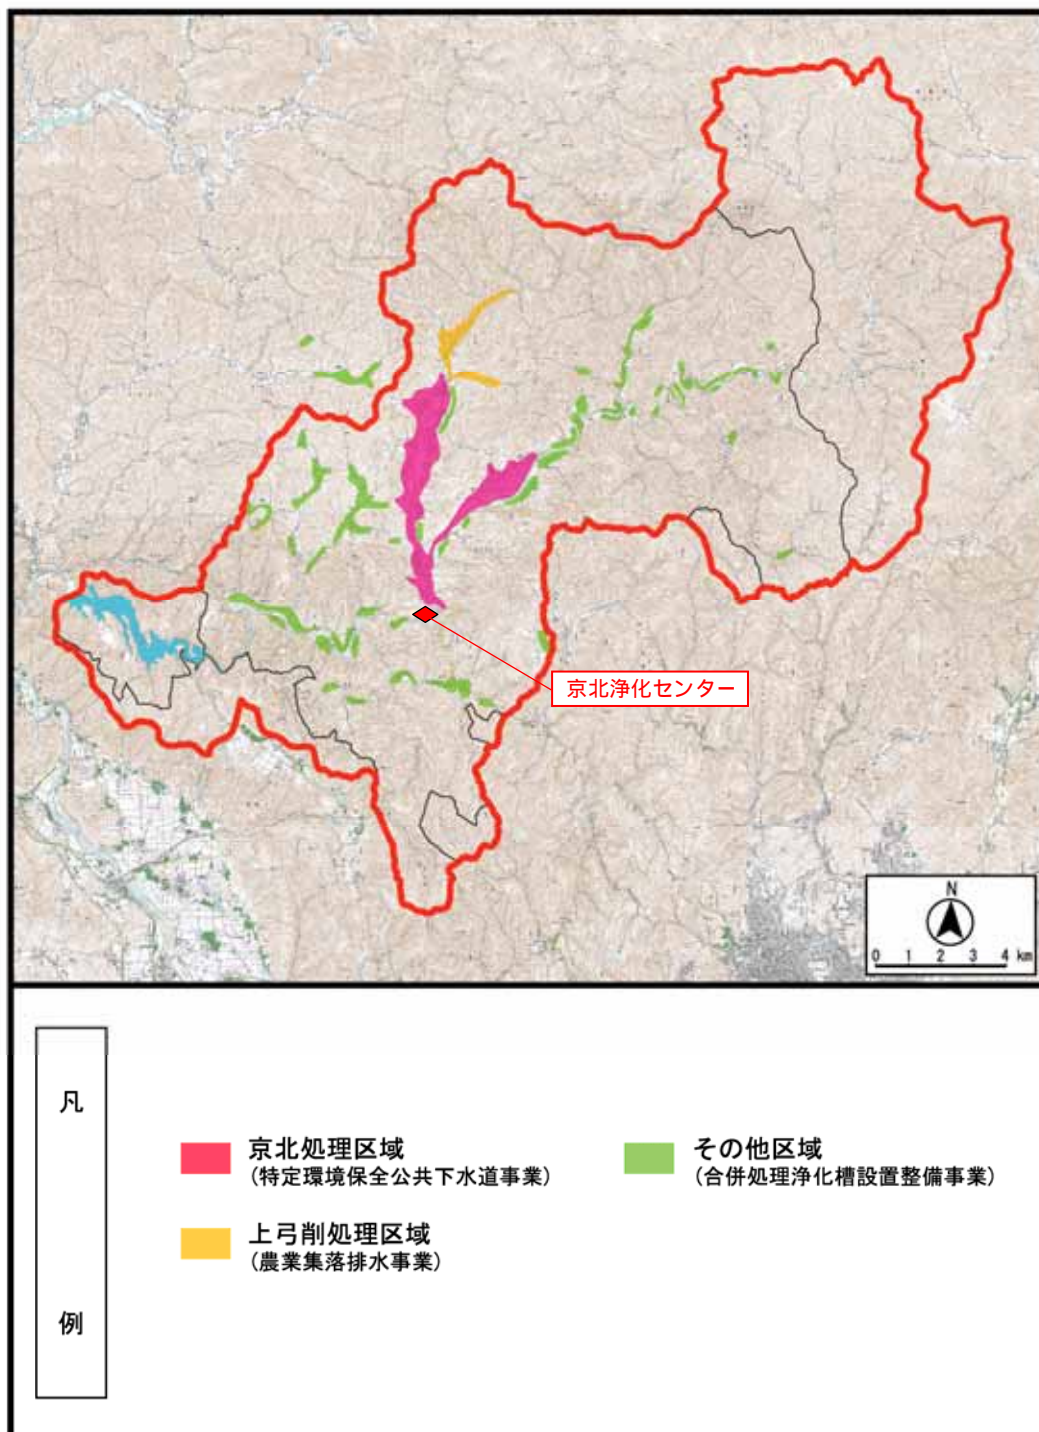 京北浄化センター
N
0 1 2 3 4 km
凡
例
京北処理区域
(特定環境保全公共下水道事業)
上弓削処理区域
(農業集落排水事業)
その他区域
(合併処理浄化槽設置整備事業)